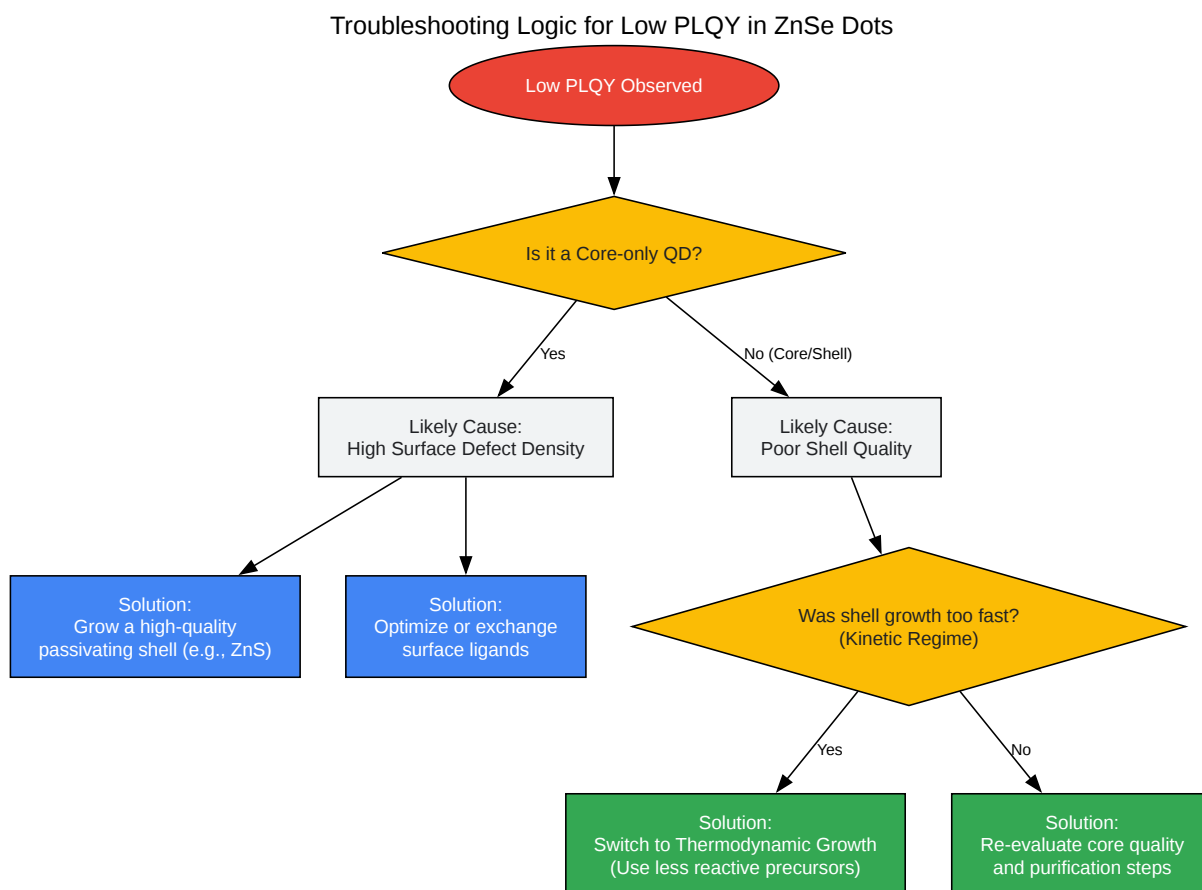 Troubleshooting Logic for Low PLQY in ZnSe Dots
Low PLQY Observed
Is it a Core-only QD?
Yes
No (Core/Shell)
Likely Cause:
High Surface Defect Density
Likely Cause:
Poor Shell Quality
Solution:
Grow a high-quality
passivating shell (e.g., ZnS)
Solution:
Optimize or exchange
surface ligands
Was shell growth too fast?
(Kinetic Regime)
Yes
No
Solution:
Switch to Thermodynamic Growth
(Use less reactive precursors)
Solution:
Re-evaluate core quality
and purification steps